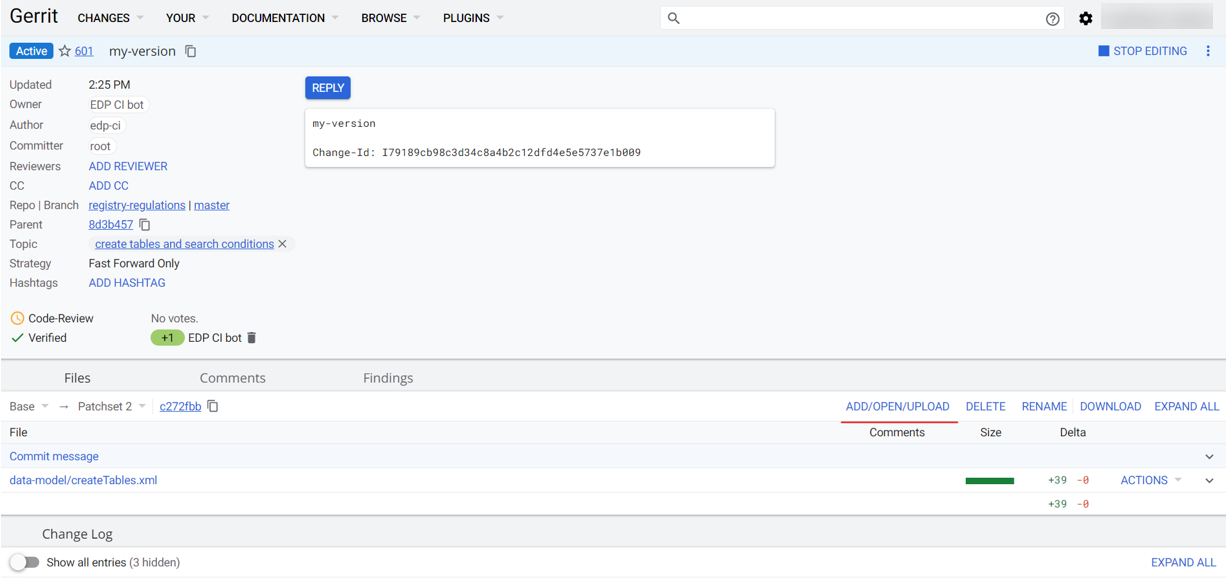 Gerrit CHANGES YOUR DOCUMENTATION BROWSE PLUGINS
Active 601 my-version STOP EDITING
Updated 2:25 PM
REPLY
Owner EDP CI bot
Author edp-ci
Committer root
my-version
Change-Id: I79189cb98c3d34c8a4b2c12dfd4e5e5737e1b009
Reviewers ADD REVIEWER
CC ADD CC
Repo | Branch registry-regulations | master
Parent 8d3b457
Topic create tables and search conditions
Strategy Fast Forward Only
Hashtags ADD HASHTAG
Code-Review No votes.
Verified +1 EDP CI bot
Files Comments Findings
Base → Patchset 2 c272fbb ADD/OPEN/UPLOAD DELETE RENAME DOWNLOAD EXPAND ALL
File Comments Size Delta
Commit message
data-model/createTables.xml +39 -0 ACTIONS
+39 -0
Change Log
Show all entries (3 hidden) EXPAND ALL